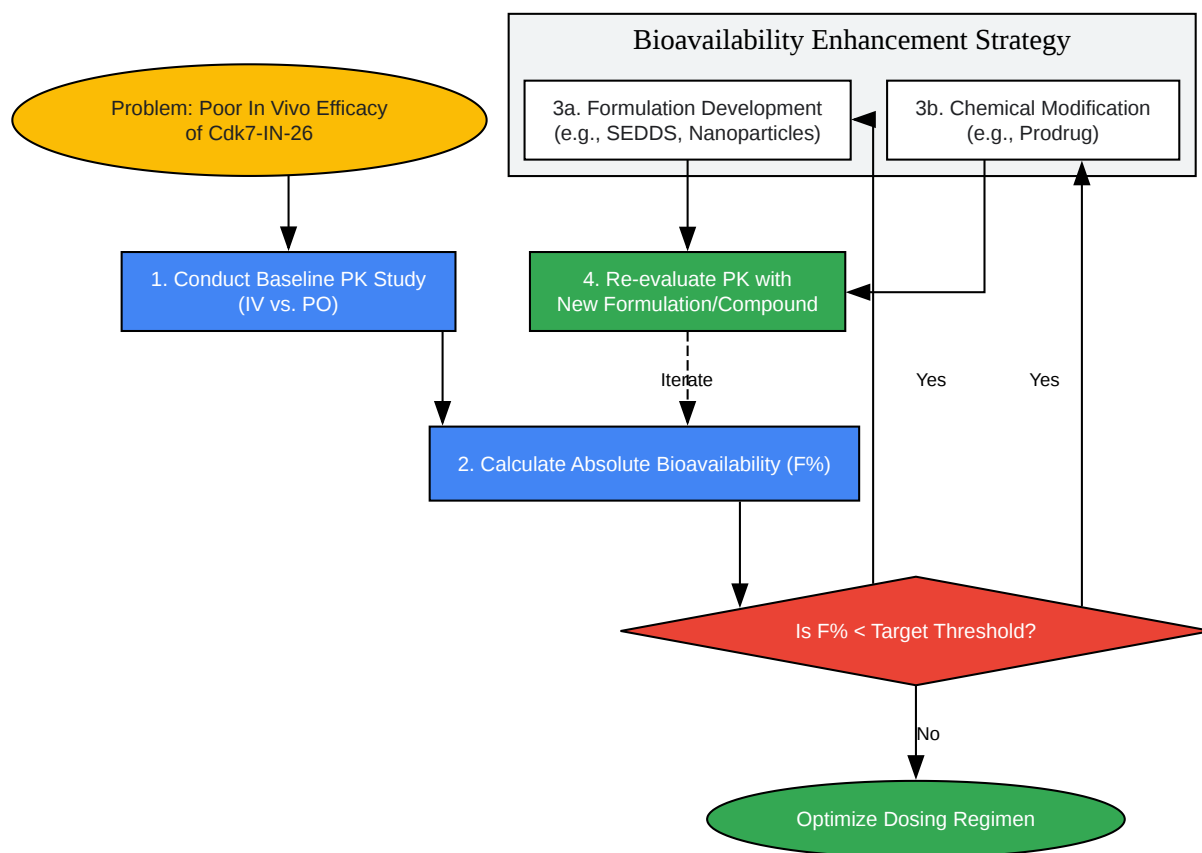 Bioavailability Enhancement Strategy
Problem: Poor In Vivo Efficacy
of Cdk7-IN-26
3a. Formulation Development
(e.g., SEDDS, Nanoparticles)
3b. Chemical Modification
(e.g., Prodrug)
1. Conduct Baseline PK Study
(IV vs. PO)
4. Re-evaluate PK with
New Formulation/Compound
Iterate
Yes
Yes
2. Calculate Absolute Bioavailability (F%)
Is F% < Target Threshold?
No
Optimize Dosing Regimen